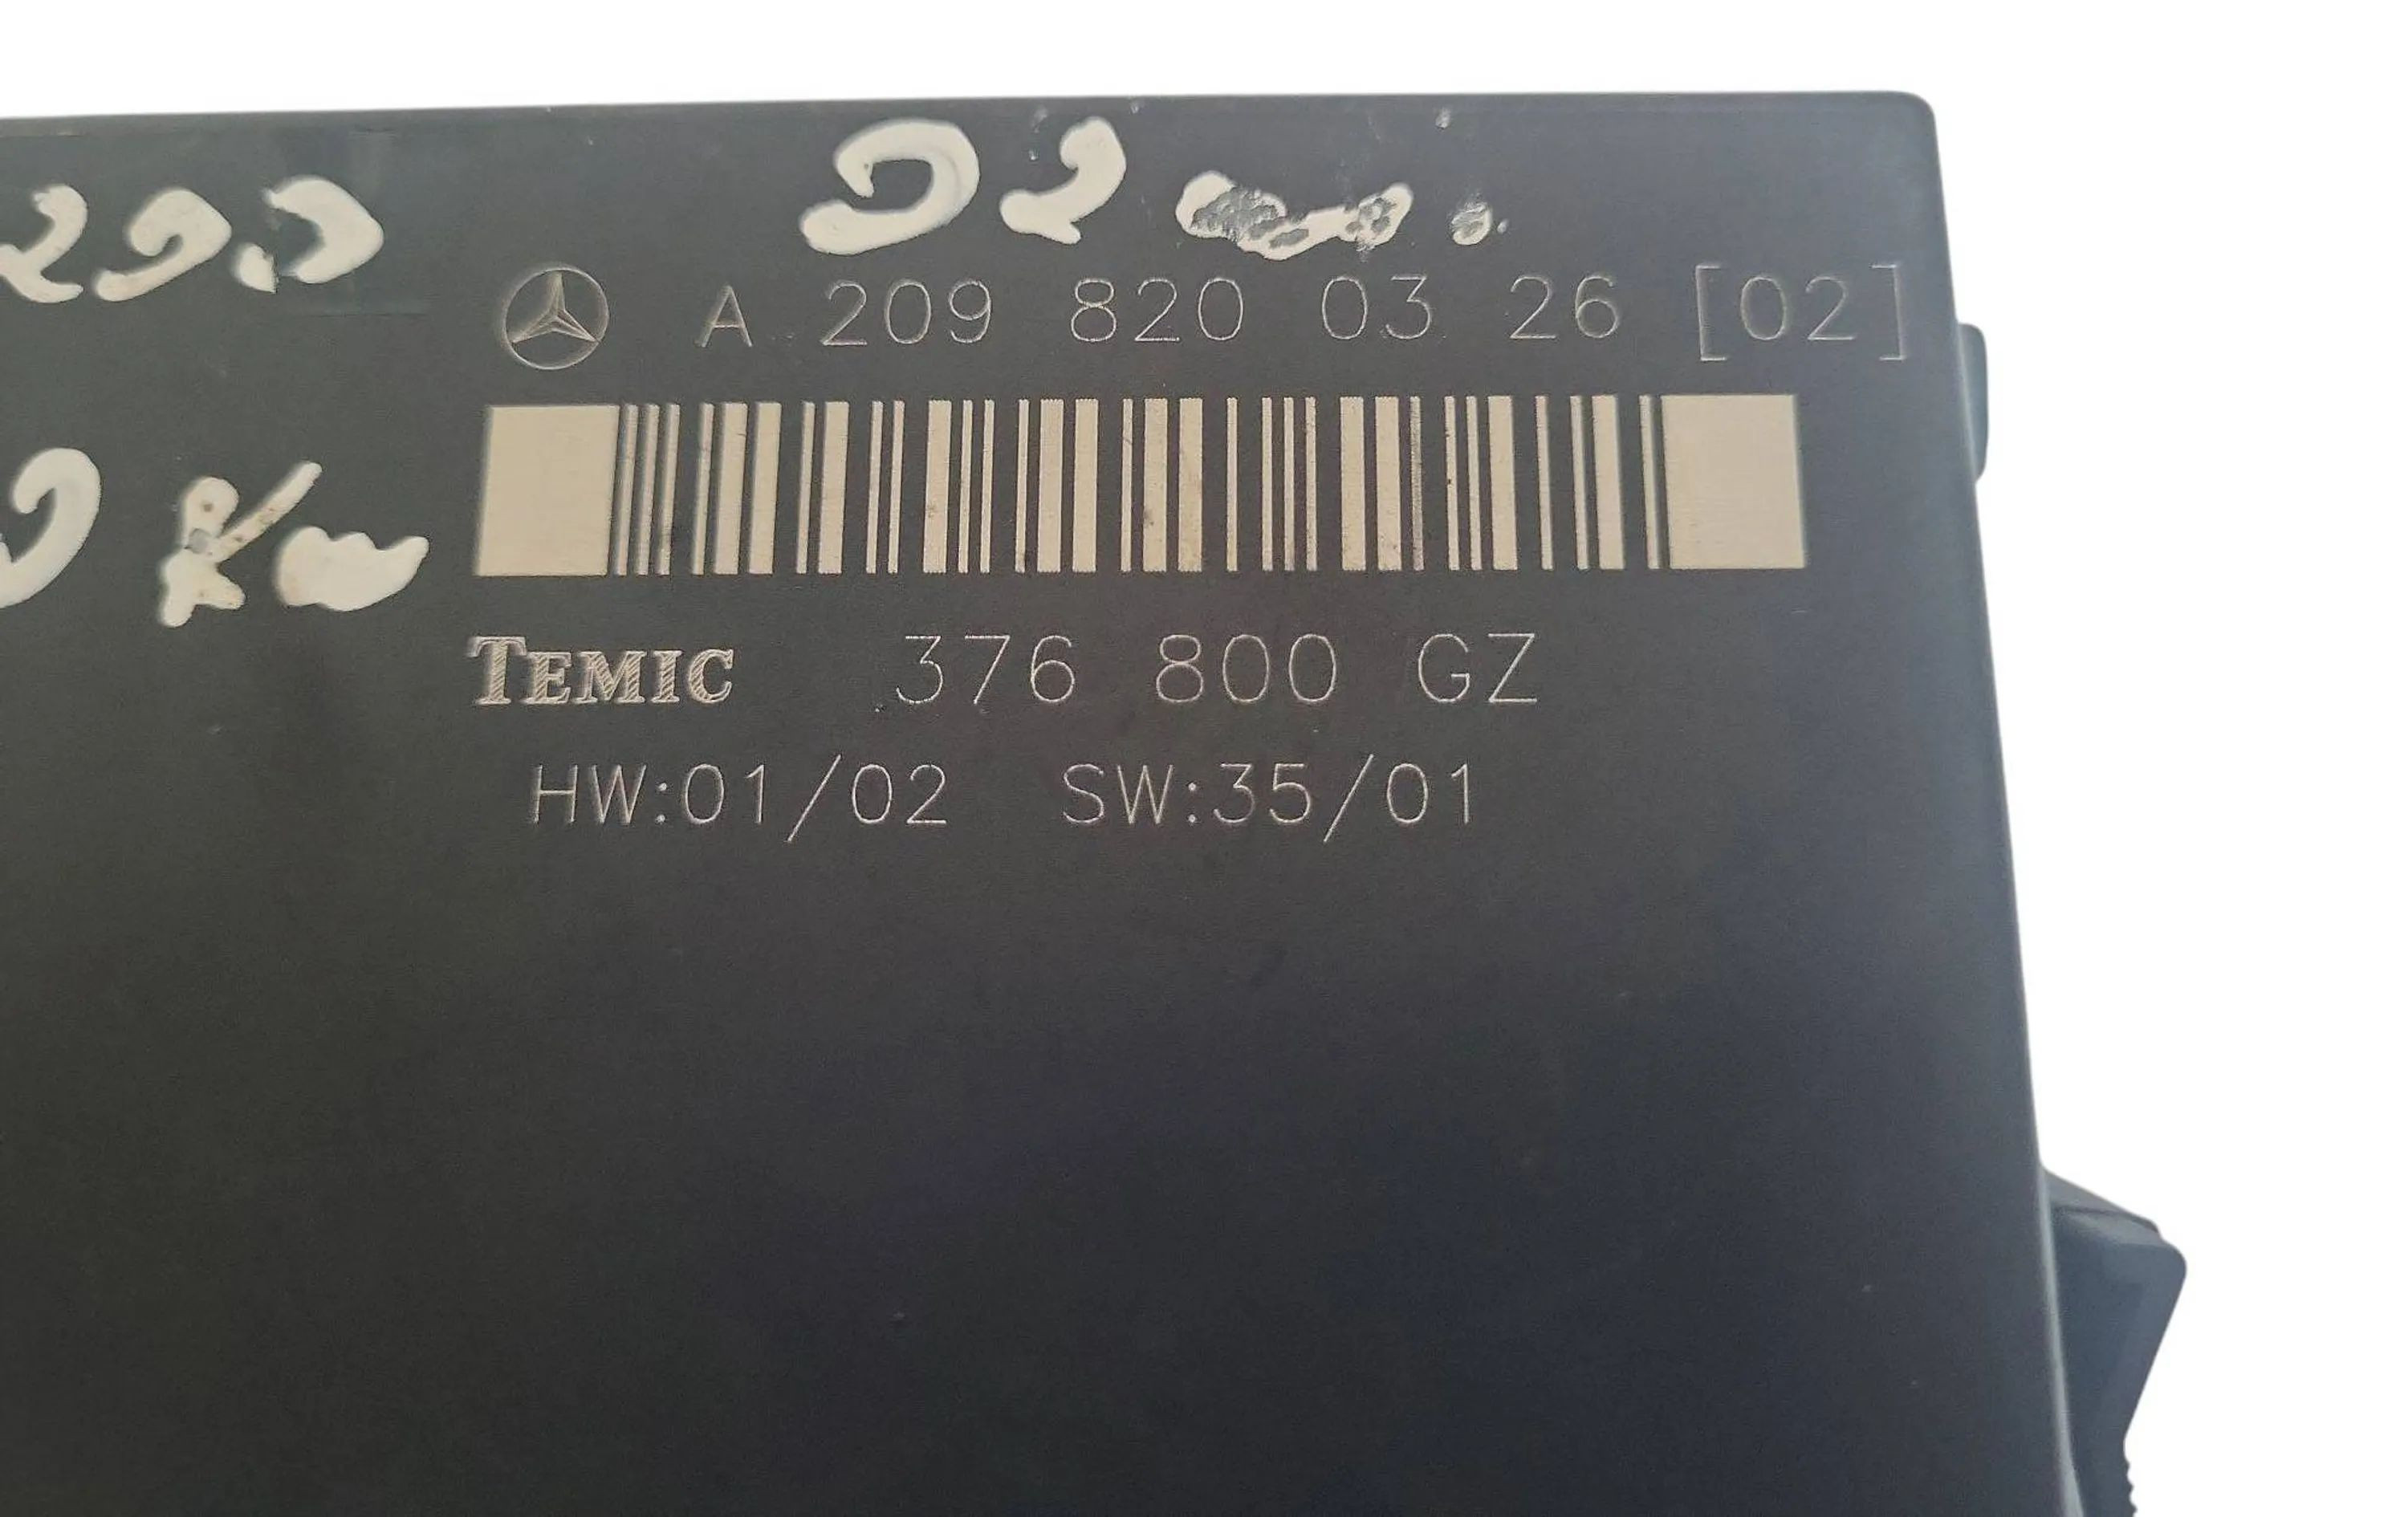 A 209 820 03 26 [02]
TEMIC 376 800 GZ
HW:01/02 SW:35/01